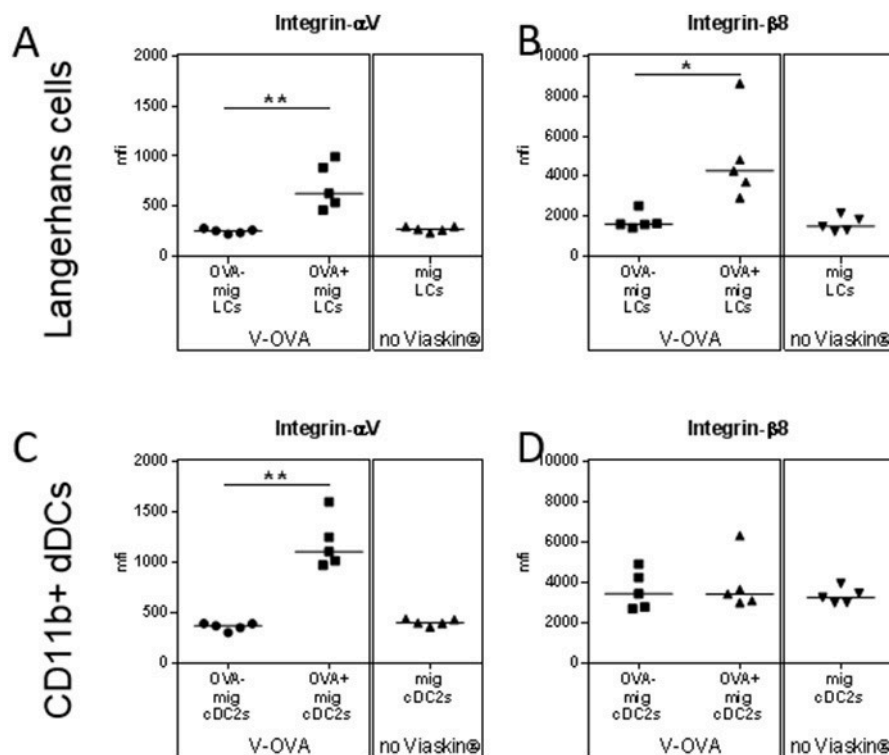 A
Langerhans cells
Integrin-αV
2000
1500
1000
500
0
mfi
**
OVA-
mig
LCs
OVA+
mig
LCs
mig
LCs
V-OVA
no Viaskin®
B
Integrin-β8
10000
8000
6000
4000
2000
0
mfi
*
OVA-
mig
LCs
OVA+
mig
LCs
mig
LCs
V-OVA
no Viaskin®
C
CD11b+ dDCs
Integrin-αV
2000
1500
1000
500
0
mfi
**
OVA-
mig
cDC2s
OVA+
mig
cDC2s
mig
cDC2s
V-OVA
no Viaskin®
D
Integrin-β8
10000
8000
6000
4000
2000
0
mfi
OVA-
mig
cDC2s
OVA+
mig
cDC2s
mig
cDC2s
V-OVA
no Viaskin®